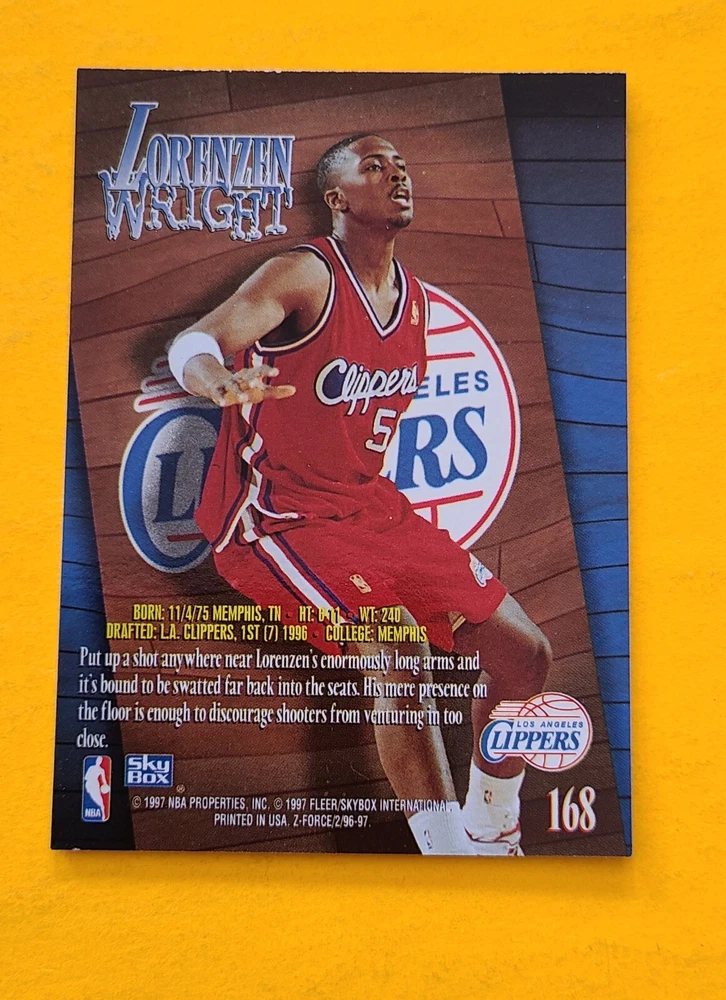 LORENZEN
WRIGHT
Clippers
5
ELES
ERS
CL
BORN: 11/4/75 MEMPHIS, TN · HT: 6-11 · WT: 240
DRAFTED: L.A. CLIPPERS, 1ST (7) 1996 · COLLEGE: MEMPHIS
Put up a shot anywhere near Lorenzen's enormously long arms and
it's bound to be swatted far back into the seats. His mere presence on
the floor is enough to discourage shooters from venturing in too
close.
LOS ANGELES
CLIPPERS
NBA
Sky
Box
®
© 1997 NBA PROPERTIES, INC. © 1997 FLEER/SKYBOX INTERNATIONAL.
PRINTED IN USA. Z-FORCE/2/96-97.
168